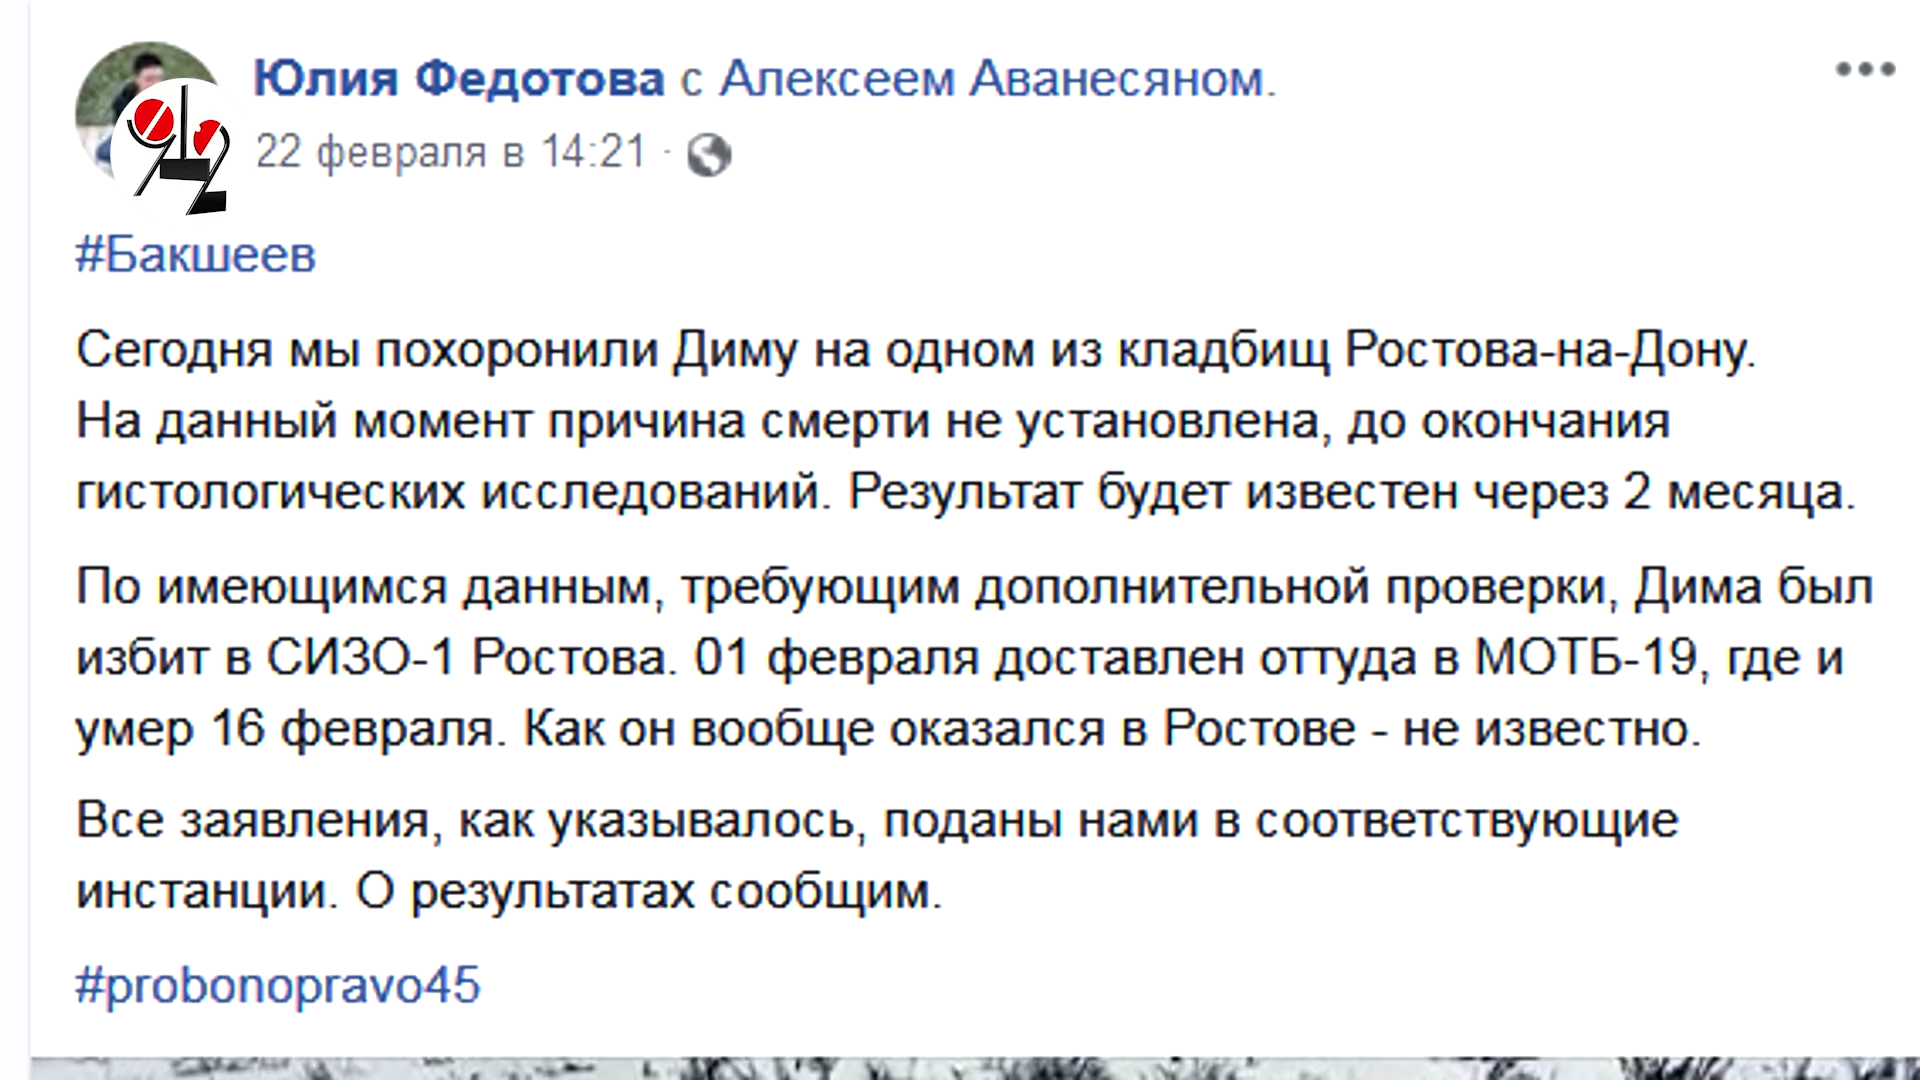 Юлия Федотова с Алексеем Аванесяном.
22 февраля в 14:21 ·
#Бакшеев
Сегодня мы похоронили Диму на одном из кладбищ Ростова-на-Дону.
На данный момент причина смерти не установлена, до окончания
гистологических исследований. Результат будет известен через 2 месяца.
По имеющимся данным, требующим дополнительной проверки, Дима был
избит в СИЗО-1 Ростова. 01 февраля доставлен оттуда в МОТБ-19, где и
умер 16 февраля. Как он вообще оказался в Ростове - не известно.
Все заявления, как указывалось, поданы нами в соответствующие
инстанции. О результатах сообщим.
#probonopravo45